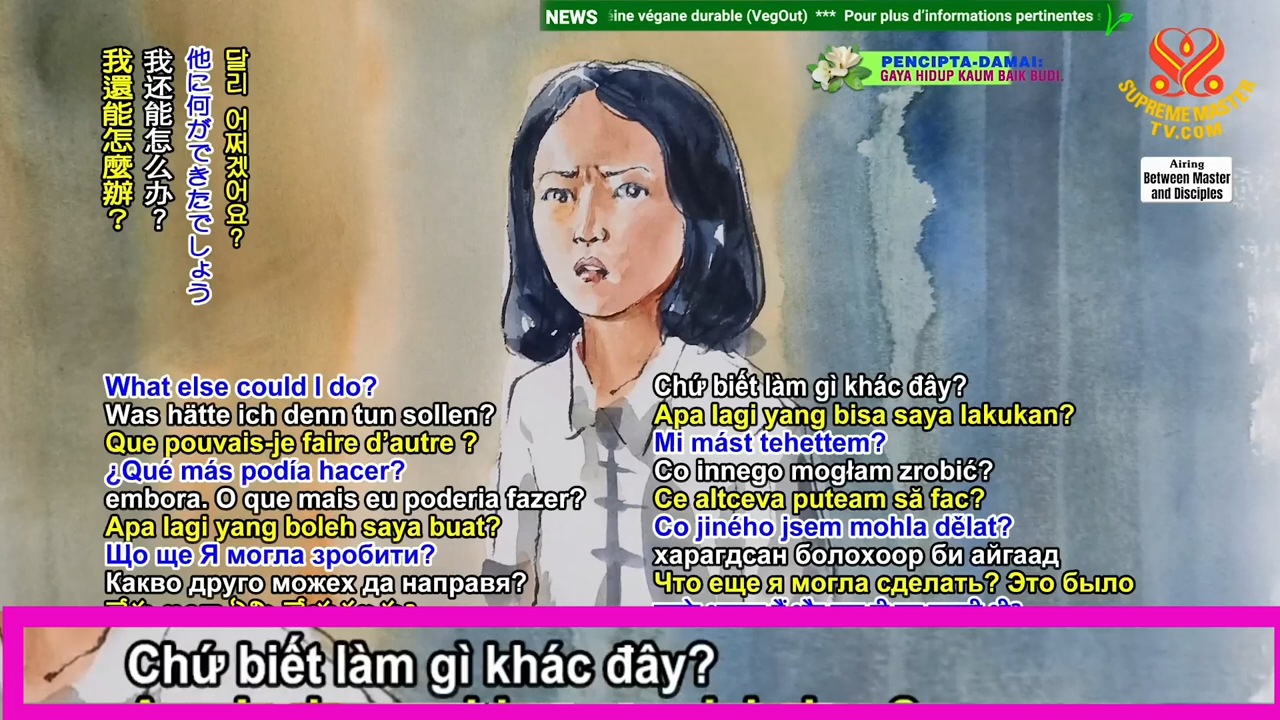 NEWS
éine végane durable (VegOut) *** Pour plus d’informations pertinentes
PENCIPTA-DAMAI:
GAYA HIDUP KAUM BAIK BUDI.
SUPREME MASTER
TV.COM
Airing
Between Master
and Disciples
달리 어쩌겠어요?
他に何ができたでしょう
我还能怎么办？
我還能怎麼辦？
What else could I do?
Was hätte ich denn tun sollen?
Que pouvais-je faire d’autre ?
¿Qué más podía hacer?
embora. O que mais eu poderia fazer?
Apa lagi yang boleh saya buat?
Що ще Я могла зробити?
Какво друго можех да направя?
Chứ biết làm gì khác đây?
Apa lagi yang bisa saya lakukan?
Mi mást tehettem?
Co innego mogłam zrobić?
Ce altceva puteam să fac?
Co jiného jsem mohla dělat?
харагдсан болохоор би айгаад
Что еще я могла сделать? Это было
Chứ biết làm gì khác đây?